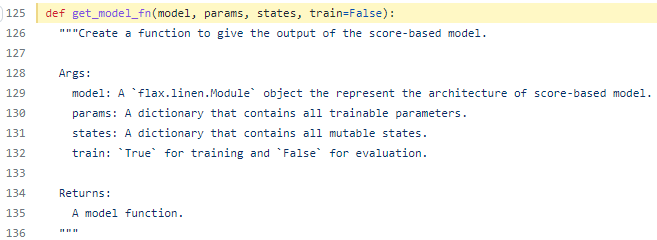 125 def get_model_fn(model, params, states, train=False):
126 """Create a function to give the output of the score-based model.
127
128 Args:
129 model: A `flax.linen.Module` object the represent the architecture of score-based model.
130 params: A dictionary that contains all trainable parameters.
131 states: A dictionary that contains all mutable states.
132 train: `True` for training and `False` for evaluation.
133
134 Returns:
135 A model function.
136 """